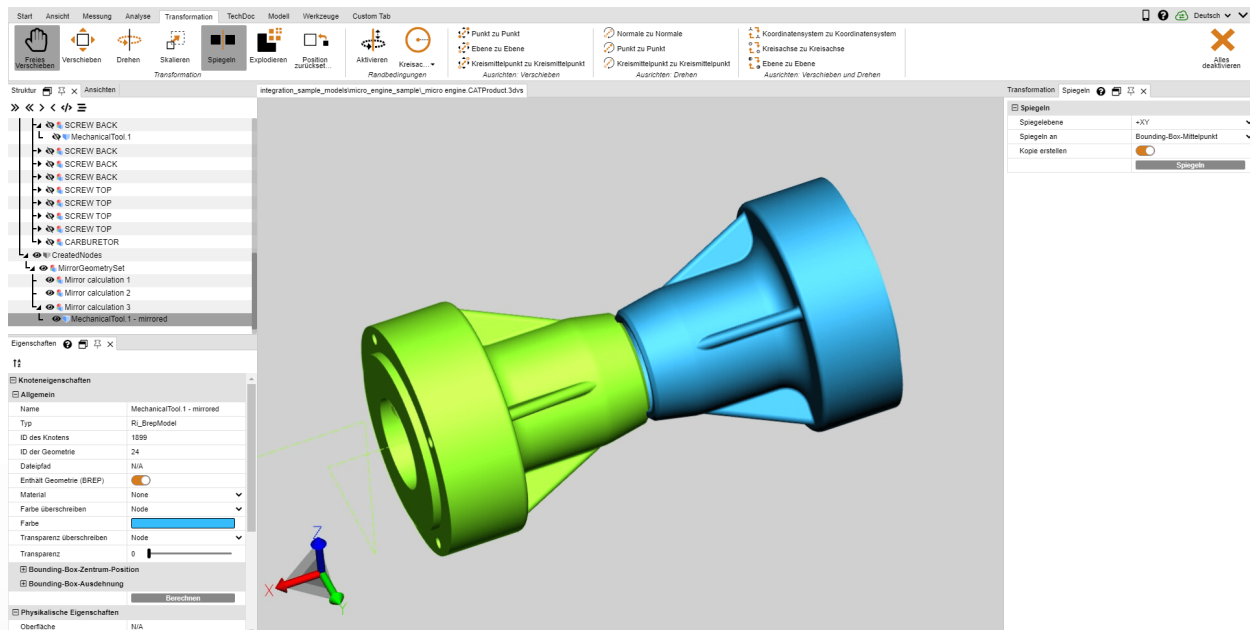 Start Ansicht Messung Analyse Transformation TechDoc Modell Werkzeuge Custom Tab Deutsch
Freies Verschieben
Verschieben
Drehen
Skalieren
Spiegeln
Explodieren
Position zurückset...
Transformation
Aktivieren
Kreisac...
Randbedingungen
Punkt zu Punkt
Ebene zu Ebene
Kreismittelpunkt zu Kreismittelpunkt
Ausrichten: Verschieben
Normale zu Normale
Punkt zu Punkt
Kreismittelpunkt zu Kreismittelpunkt
Ausrichten: Drehen
Koordinatensystem zu Koordinatensystem
Kreisachse zu Kreisachse
Ebene zu Ebene
Ausrichten: Verschieben und Drehen
Alles deaktivieren
Struktur Ansichten
SCREW BACK
MechanicalTool.1
SCREW BACK
SCREW BACK
SCREW BACK
SCREW TOP
SCREW TOP
SCREW TOP
SCREW TOP
CARBURETOR
CreatedNodes
MirrorGeometrySet
Mirror calculation 1
Mirror calculation 2
Mirror calculation 3
MechanicalTool.1 - mirrored
Eigenschaften
Knoteneigenschaften
Allgemein
Name MechanicalTool.1 - mirrored
Typ Ri_BrepModel
ID des Knotens 1899
ID der Geometrie 24
Dateipfad N/A
Enthält Geometrie (BREP)
Material None
Farbe überschreiben Node
Farbe
Transparenz überschreiben Node
Transparenz 0
Bounding-Box-Zentrum-Position
Bounding-Box-Ausdehnung
Berechnen
Physikalische Eigenschaften
Oberfläche N/A
integration_sample_models\micro_engine_sample\_micro engine.CATProduct.3dvs
Z
X
Y
Transformation Spiegeln
Spiegeln
Spiegelebene +XY
Spiegeln an Bounding-Box-Mittelpunkt
Kopie erstellen
Spiegeln